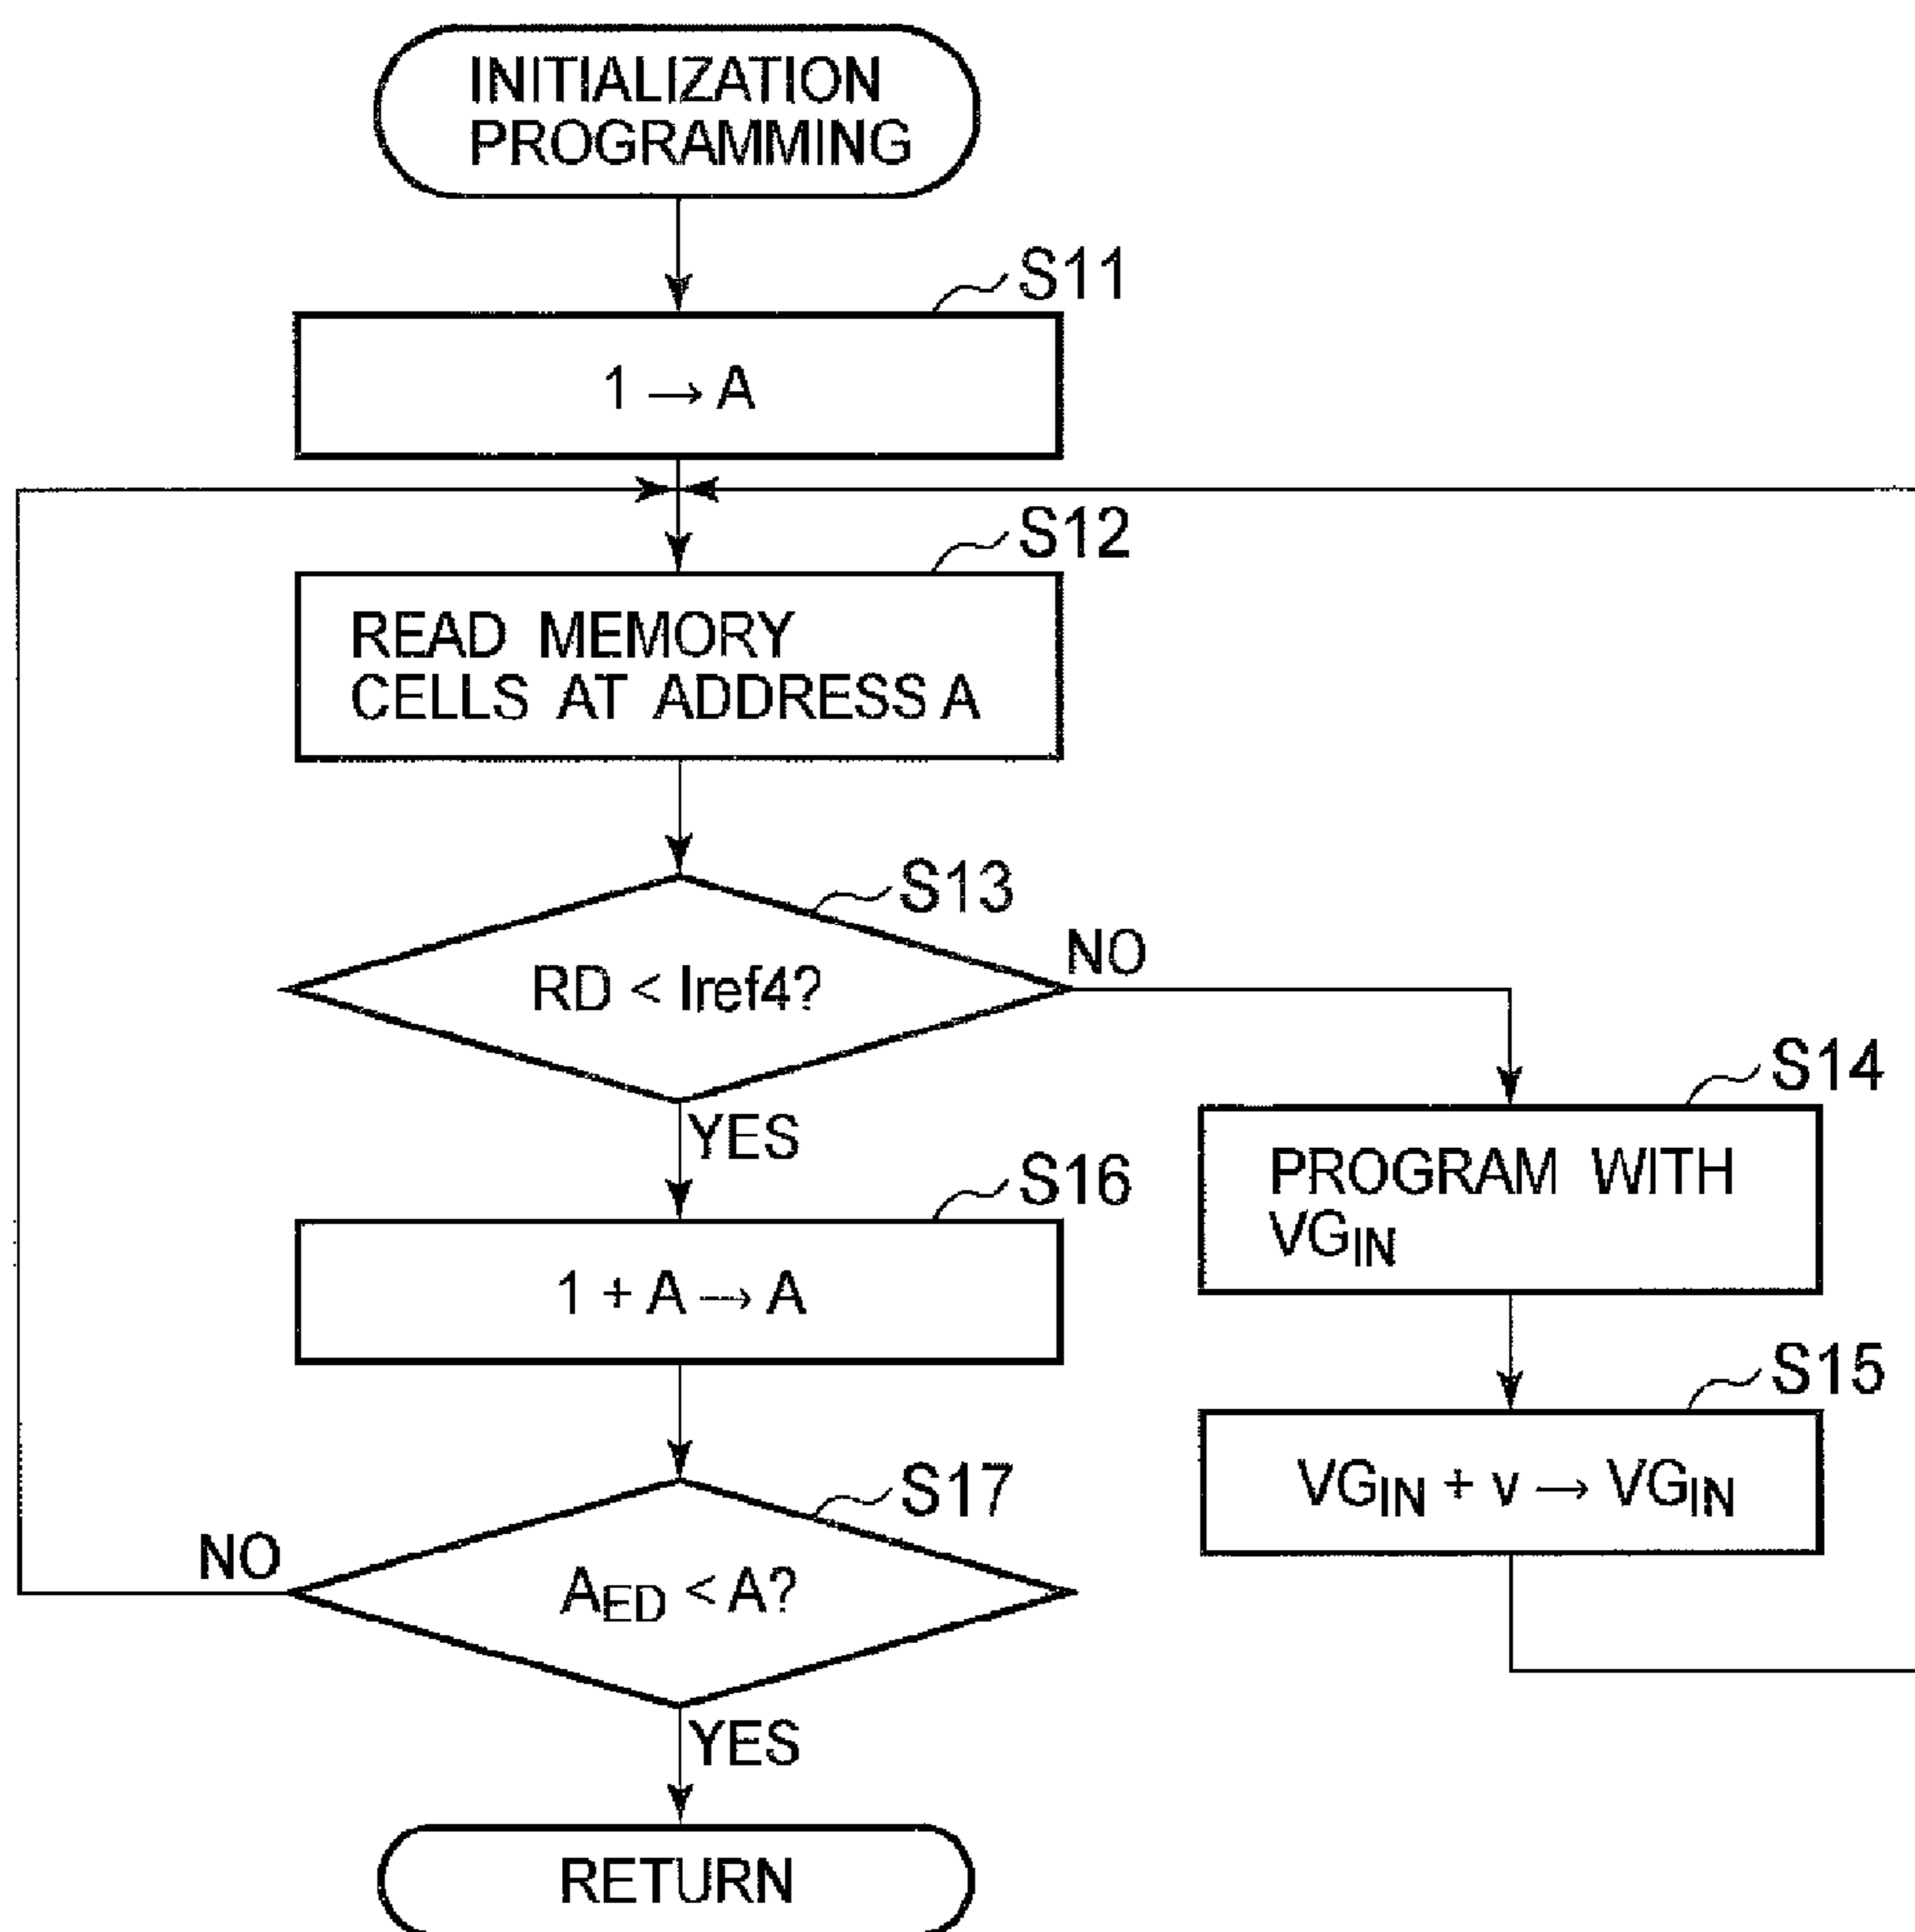 INITIALIZATION
PROGRAMMING
S11
1 → A
S12
READ MEMORY
CELLS AT ADDRESS A
S13
RD < Iref4?
NO
YES
S14
PROGRAM WITH
VGIN
S16
1 + A → A
S15
VGIN + v → VGIN
S17
AED < A?
NO
YES
RETURN